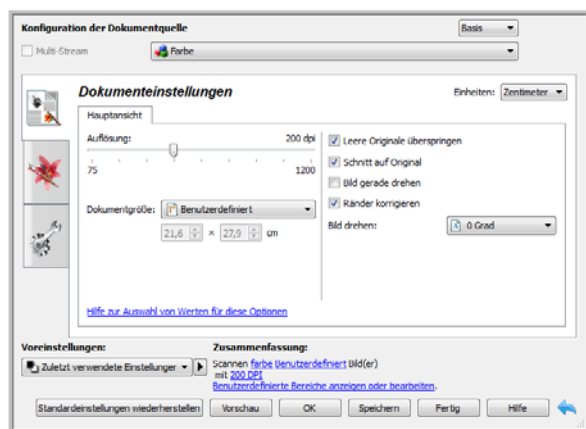 Konfiguration der Dokumentquelle
Basis
Multi-Stream
Farbe
Dokumenteinstellungen
Einheiten: Zentimeter
Hauptansicht
Auflösung: 200 dpi
75 1200
Dokumentgröße: Benutzerdefiniert
21,6 × 27,9 cm
Leere Originale überspringen
Schnitt auf Original
Bild gerade drehen
Ränder korrigieren
Bild drehen: 0 Grad
Hilfe zur Auswahl von Werten für diese Optionen
Voreinstellungen:
Zuletzt verwendete Einstellungen
Zusammenfassung:
Scannen farbe Benutzerdefiniert Bild(er)
mit 200 DPI
Benutzerdefinierte Bereiche anzeigen oder bearbeiten.
Standardeinstellungen wiederherstellen Vorschau OK Speichern Fertig Hilfe